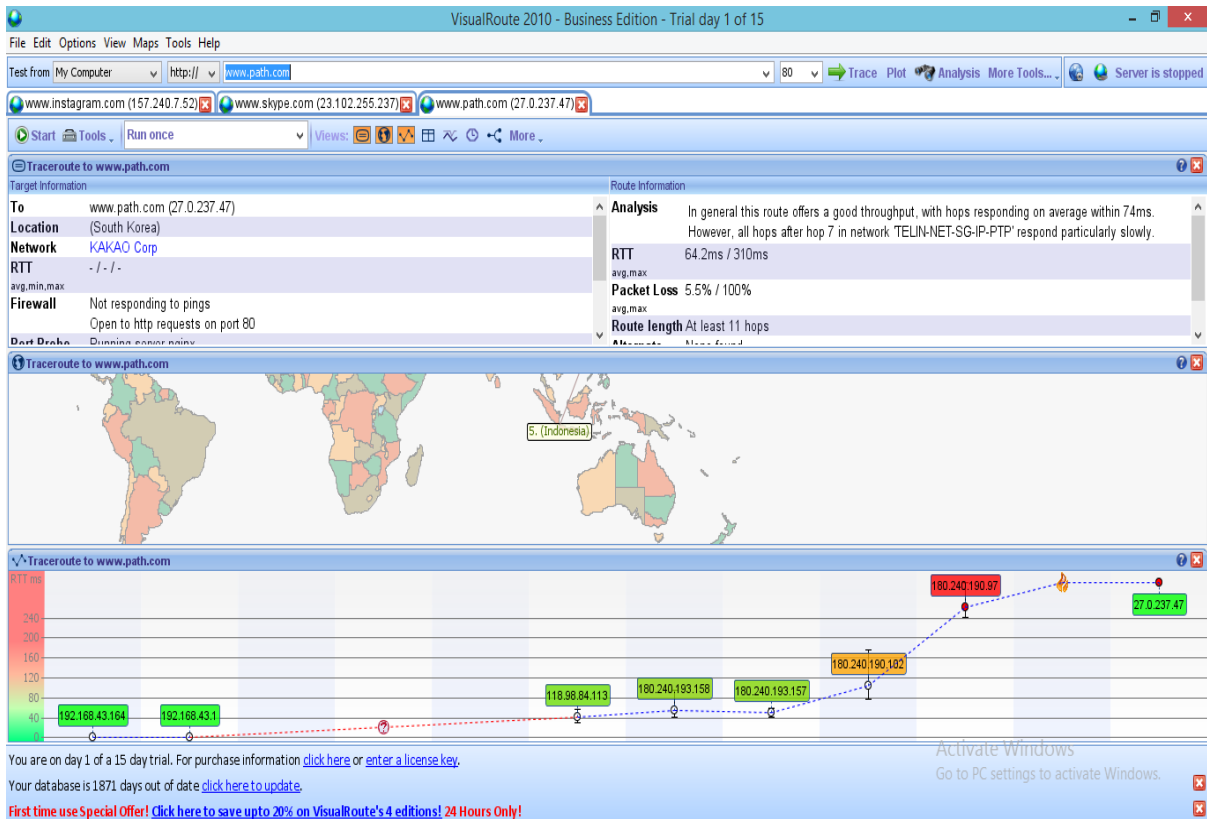 VisualRoute 2010 - Business Edition - Trial day 1 of 15
File Edit Options View Maps Tools Help
Test from My Computer http:// www.path.com 80 Trace Plot Analysis More Tools... Server is stopped
www.instagram.com (157.240.7.52) www.skype.com (23.102.255.237) www.path.com (27.0.237.47)
Start Tools Run once Views: More
Traceroute to www.path.com
Target Information
To www.path.com (27.0.237.47)
Location (South Korea)
Network KAKAO Corp
RTT - / - / -
avg,min,max
Firewall Not responding to pings
Open to http requests on port 80
Port Probe Running server nginx
Route Information
Analysis In general this route offers a good throughput, with hops responding on average within 74ms.
However, all hops after hop 7 in network 'TELIN-NET-SG-IP-PTP' respond particularly slowly.
RTT 64.2ms / 310ms
avg,max
Packet Loss 5.5% / 100%
avg,max
Route length At least 11 hops
Alternate None found
Traceroute to www.path.com
5. (Indonesia)
Traceroute to www.path.com
RTT ms
240
200
160
120
80
40
0
192.168.43.164
192.168.43.1
?
118.98.84.113
180.240.193.158
180.240.193.157
180.240.190.182
180.240.190.97
27.0.237.47
You are on day 1 of a 15 day trial. For purchase information click here or enter a license key.
Your database is 1871 days out of date click here to update.
First time use Special Offer! Click here to save upto 20% on VisualRoute's 4 editions! 24 Hours Only!
Activate Windows
Go to PC settings to activate Windows.